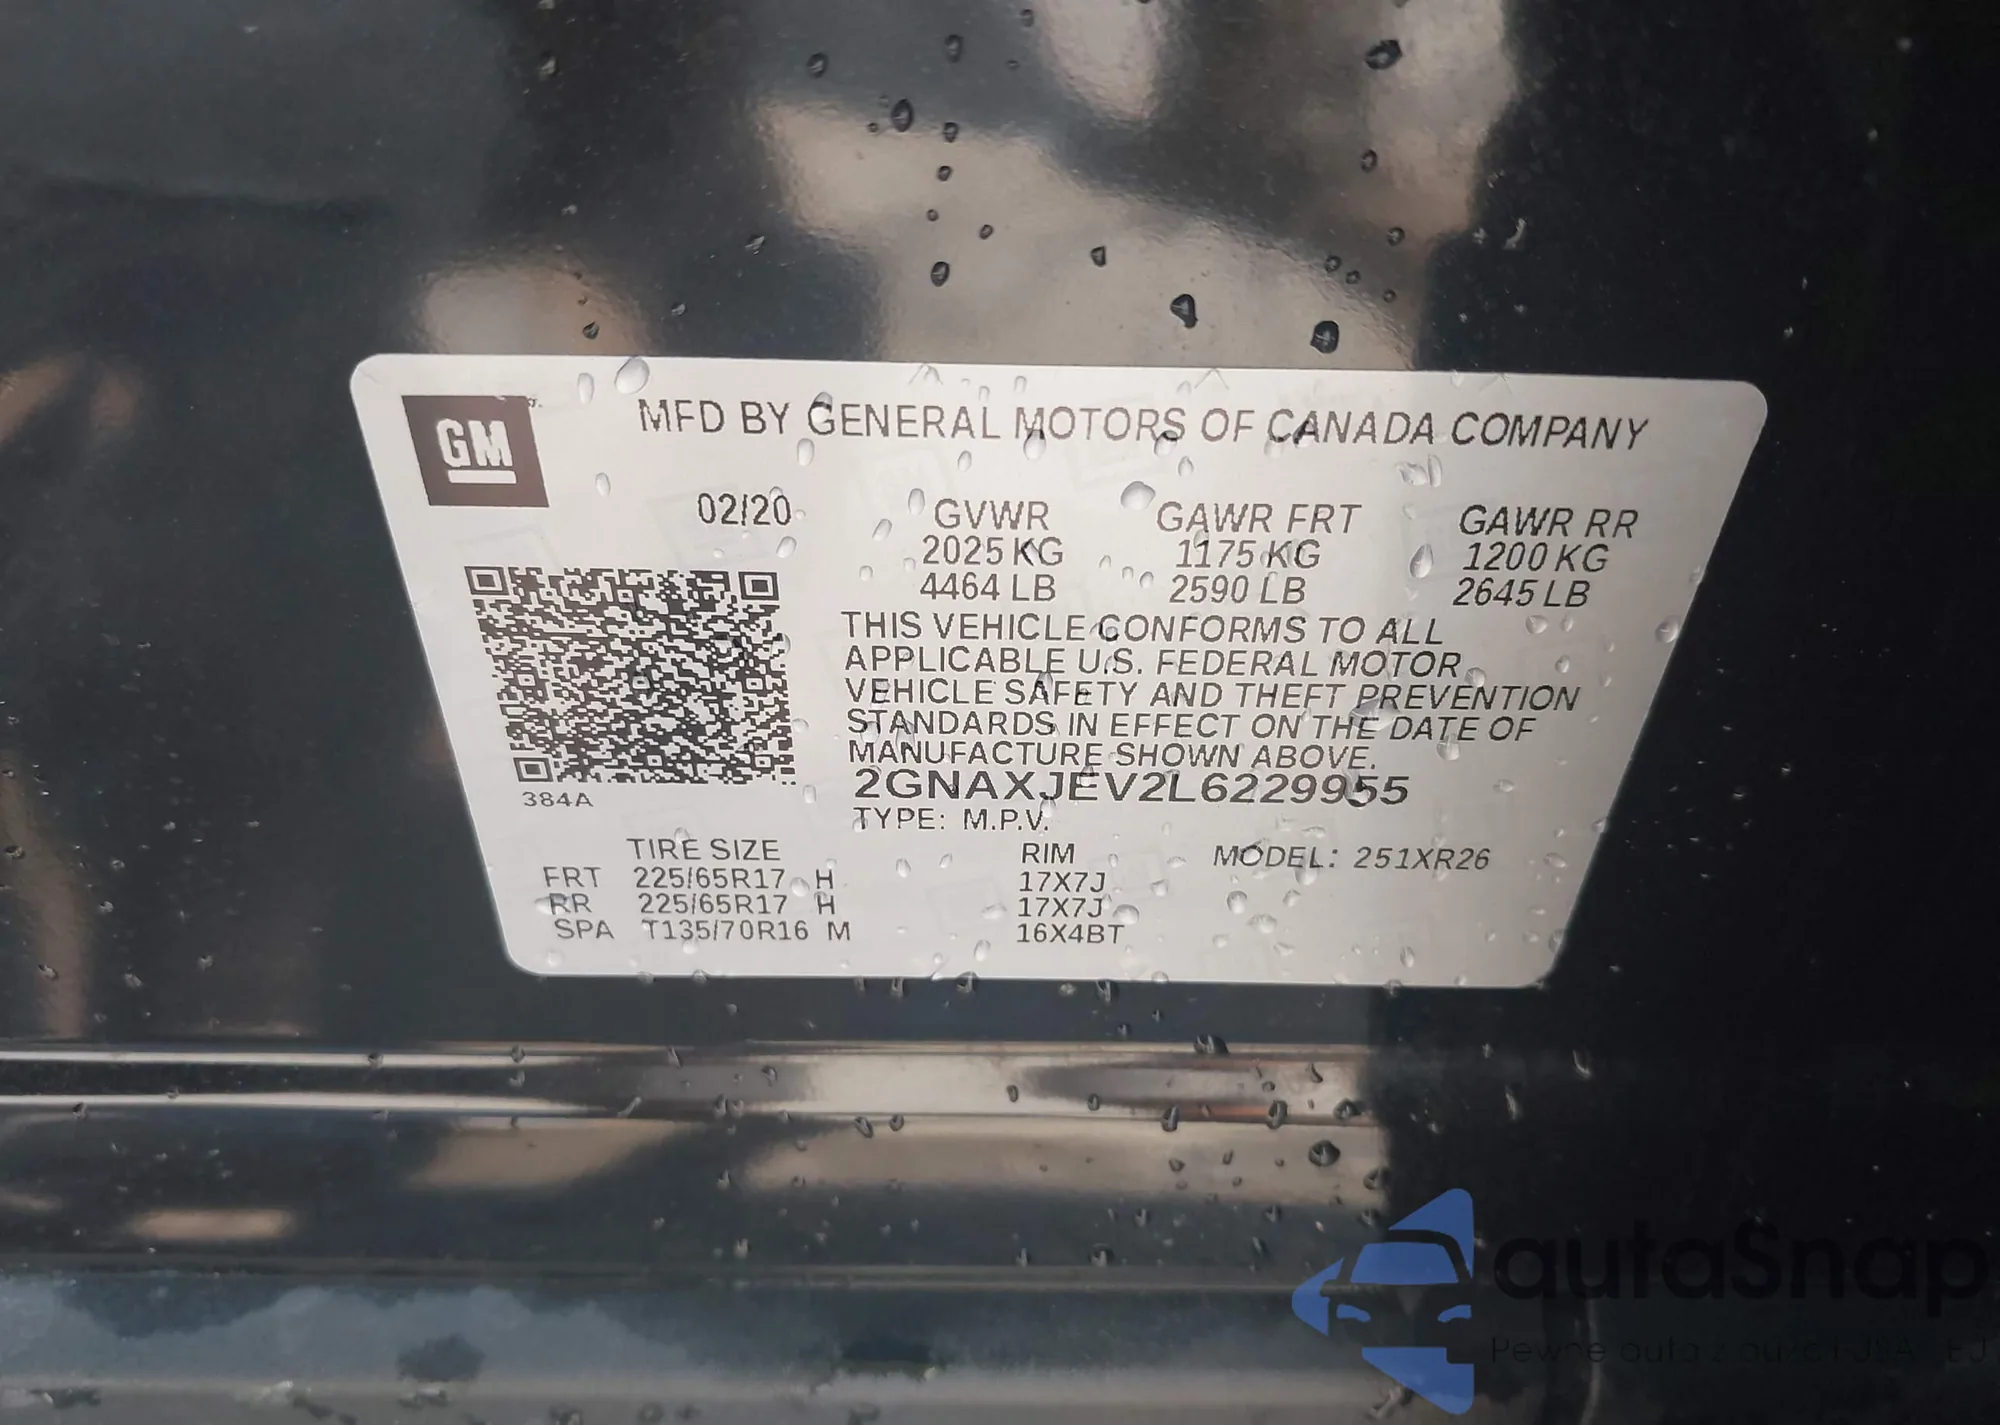 GM
MFD BY GENERAL MOTORS OF CANADA COMPANY
02/20
GVWR GAWR FRT GAWR RR
2025 KG 1175 KG 1200 KG
4464 LB 2590 LB 2645 LB
THIS VEHICLE CONFORMS TO ALL
APPLICABLE U.S. FEDERAL MOTOR
VEHICLE SAFETY AND THEFT PREVENTION
STANDARDS IN EFFECT ON THE DATE OF
MANUFACTURE SHOWN ABOVE.
2GNAXJEV2L6229955
384A
TYPE: M.P.V.
TIRE SIZE RIM MODEL: 251XR26
FRT 225/65R17 H 17X7J
RR 225/65R17 H 17X7J
SPA T135/70R16 M 16X4BT
autaSnap
Pewne auta z